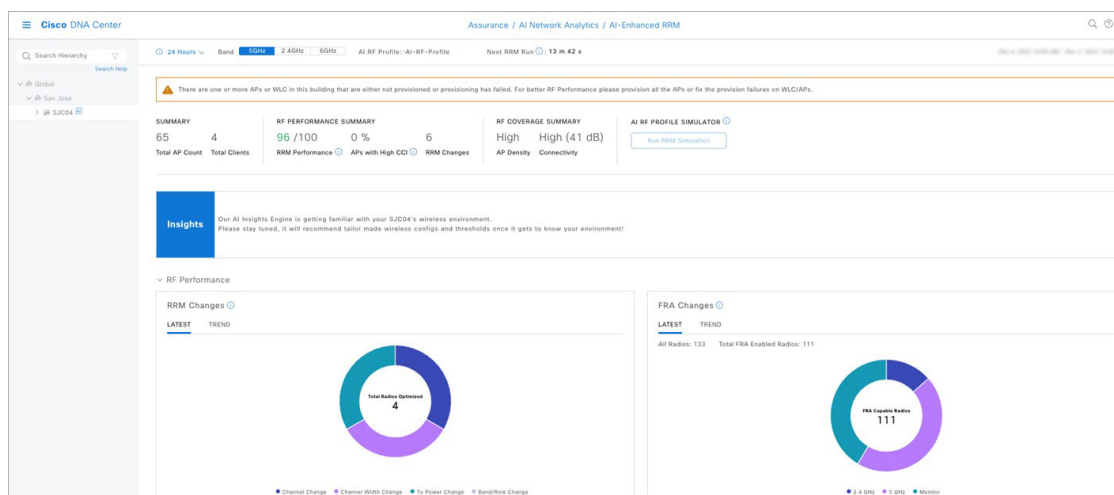 Cisco DNA Center
Assurance / AI Network Analytics / AI-Enhanced RRM
Search Hierarchy
Search Help
Global
San Jose
SJC04
24 Hours Band 5GHz 2.4GHz 6GHz AI RF Profile: AI-RF-Profile Next RRM Run : 13 m 42 s
There are one or more APs or WLC in this building that are either not provisioned or provisioning has failed. For better RF Performance please provision all the APs or fix the provision failures on WLC/APs.
SUMMARY
65 4
Total AP Count Total Clients
RF PERFORMANCE SUMMARY
96 /100 0 % 6
RRM Performance APs with High CCI RRM Changes
RF COVERAGE SUMMARY
High High (41 dB)
AP Density Connectivity
AI RF PROFILE SIMULATOR
Run RRM Simulation
Insights
Our AI Insights Engine is getting familiar with your SJC04's wireless environment.
Please stay tuned, it will recommend tailor made wireless configs and thresholds once it gets to know your environment!
RF Performance
RRM Changes
LATEST TREND
Total Radios Optimized
4
Channel Change Channel Width Change Tx Power Change Band/Role Change
FRA Changes
LATEST TREND
All Radios: 133 Total FRA Enabled Radios: 111
FRA Capable Radios
111
2.4 GHz 5 GHz Monitor